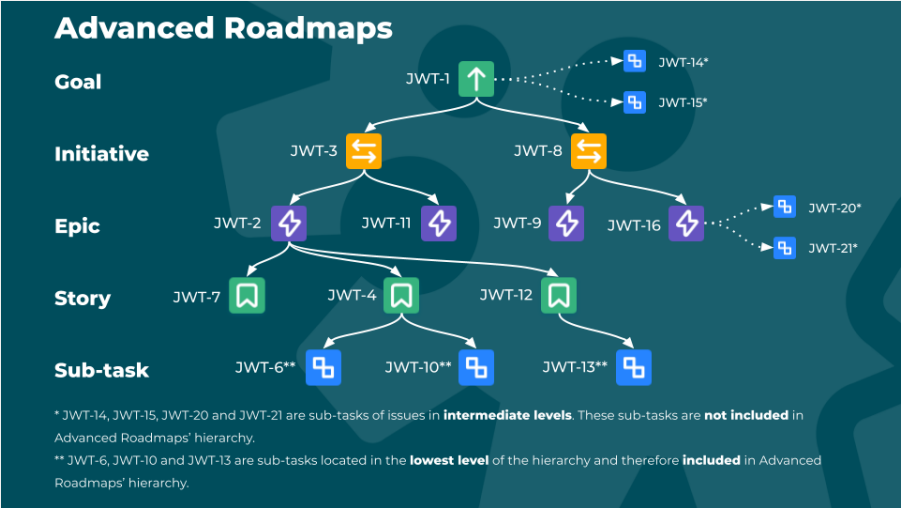 Advanced Roadmaps
Goal
JWT-1
JWT-14*
JWT-15*
Initiative
JWT-3
JWT-8
Epic
JWT-2
JWT-11
JWT-9
JWT-16
JWT-20*
JWT-21*
Story
JWT-7
JWT-4
JWT-12
Sub-task
JWT-6**
JWT-10**
JWT-13**
* JWT-14, JWT-15, JWT-20 and JWT-21 are sub-tasks of issues in intermediate levels. These sub-tasks are not included in
Advanced Roadmaps’ hierarchy.
** JWT-6, JWT-10 and JWT-13 are sub-tasks located in the lowest level of the hierarchy and therefore included in Advanced
Roadmaps’ hierarchy.